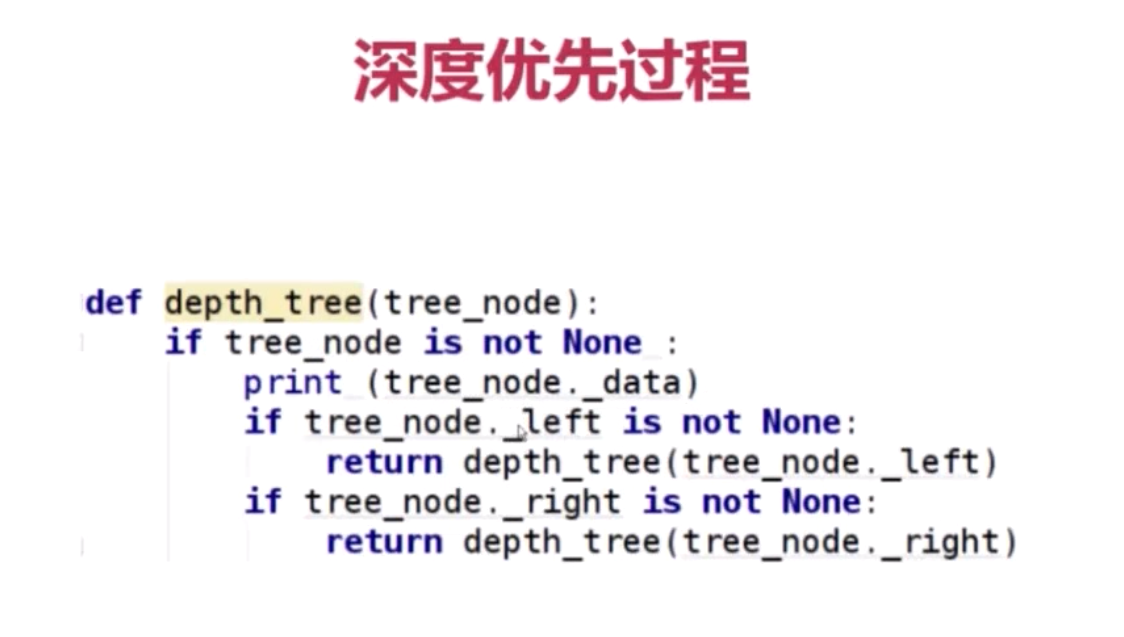 深度优先过程
def depth_tree(tree_node):
    if tree_node is not None :
        print (tree_node._data)
        if tree_node._left is not None:
            return depth_tree(tree_node._left)
        if tree_node._right is not None:
            return depth_tree(tree_node._right)